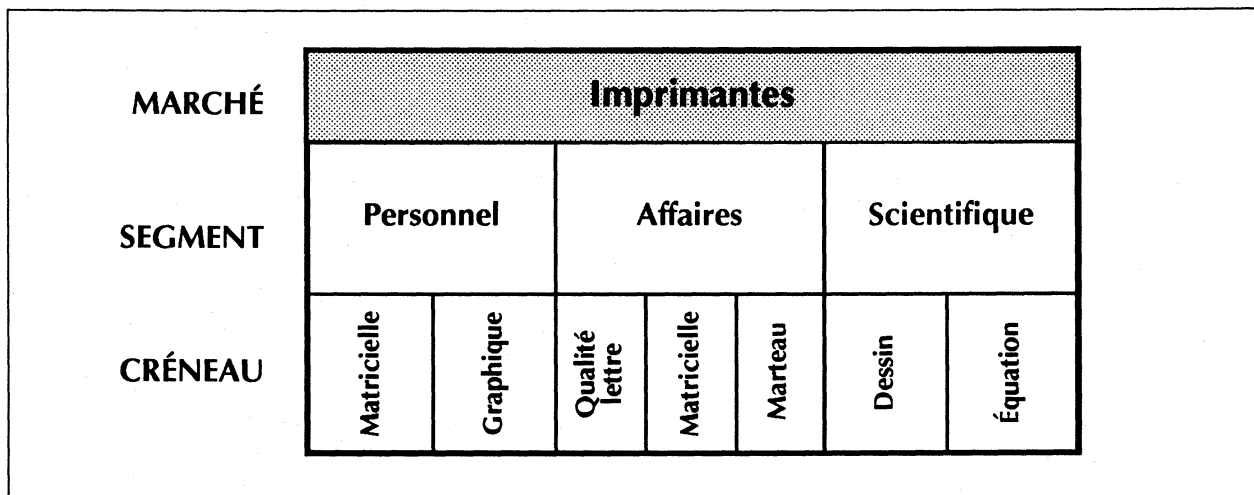 MARCHÉ
Imprimantes
SEGMENT
Personnel
Affaires
Scientifique
CRÉNEAU
Matricielle
Graphique
Qualité
lettre
Matricielle
Marteau
Dessin
Équation